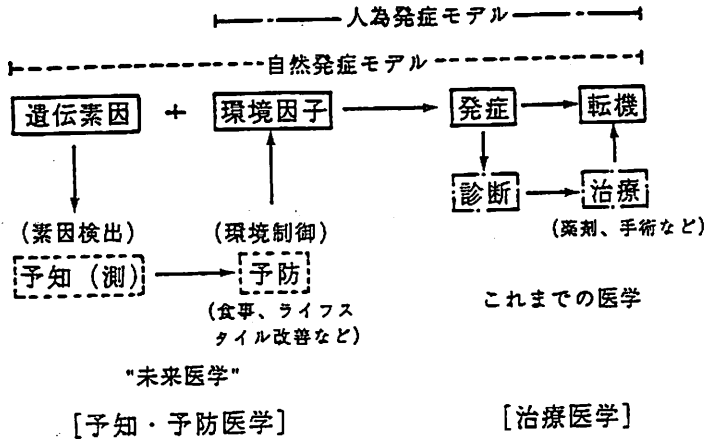 人為発症モデル
自然発症モデル
遺伝素因 + 環境因子 発症 転機
診断 治療
(素因検出) (環境制御) (薬剤、手術など)
予知(測) 予防
これまでの医学
(食事、ライフス
タイル改善など)
"未来医学"
[予知・予防医学] [治療医学]